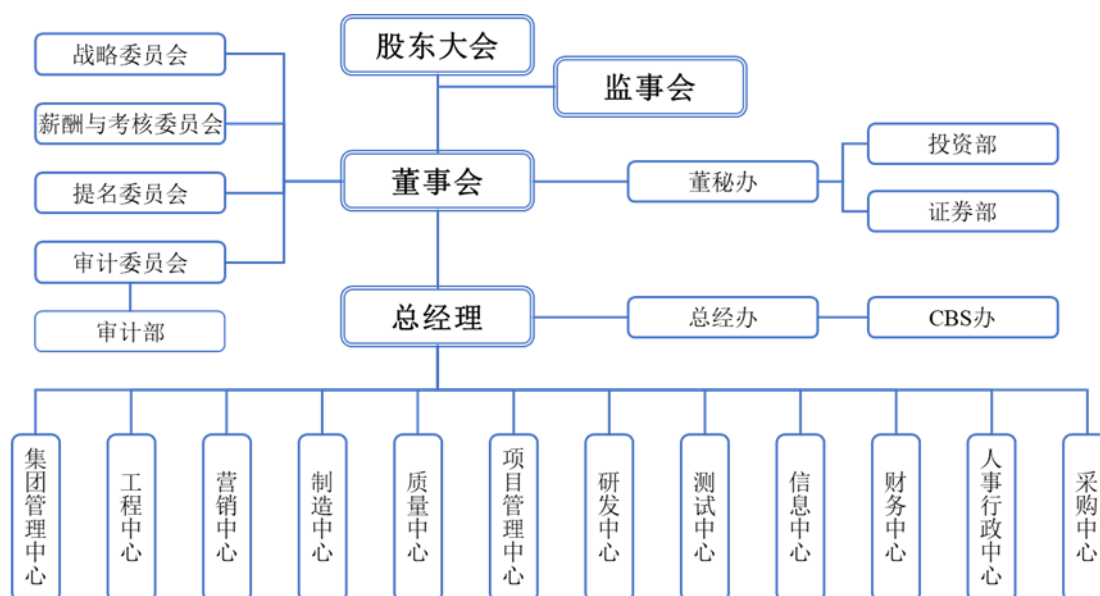 股东大会
监事会
战略委员会
薪酬与考核委员会
提名委员会
审计委员会
审计部
董事会
董秘办
投资部
证券部
总经理
总经办
CBS办
集团管理中心
工程中心
营销中心
制造中心
质量中心
项目管理中心
研发中心
测试中心
信息中心
财务中心
人事行政中心
采购中心